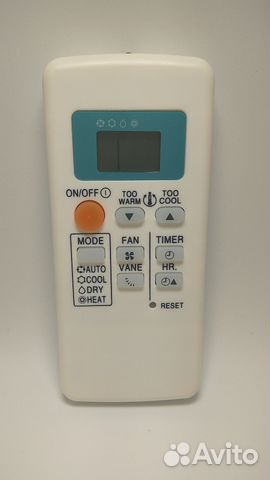 ON/OFF
TOO WARM
TOO COOL
MODE
FAN
TIMER
AUTO
COOL
DRY
HEAT
VANE
HR.
RESET
Avito